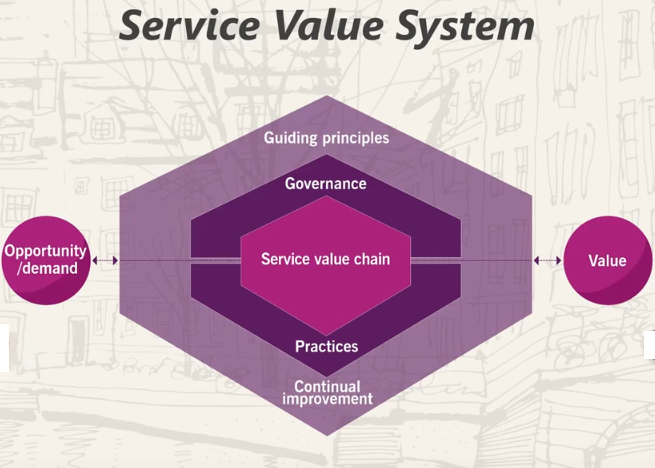 Service Value System
Guiding principles
Governance
Opportunity
/demand
Service value chain
Value
Practices
Continual
improvement